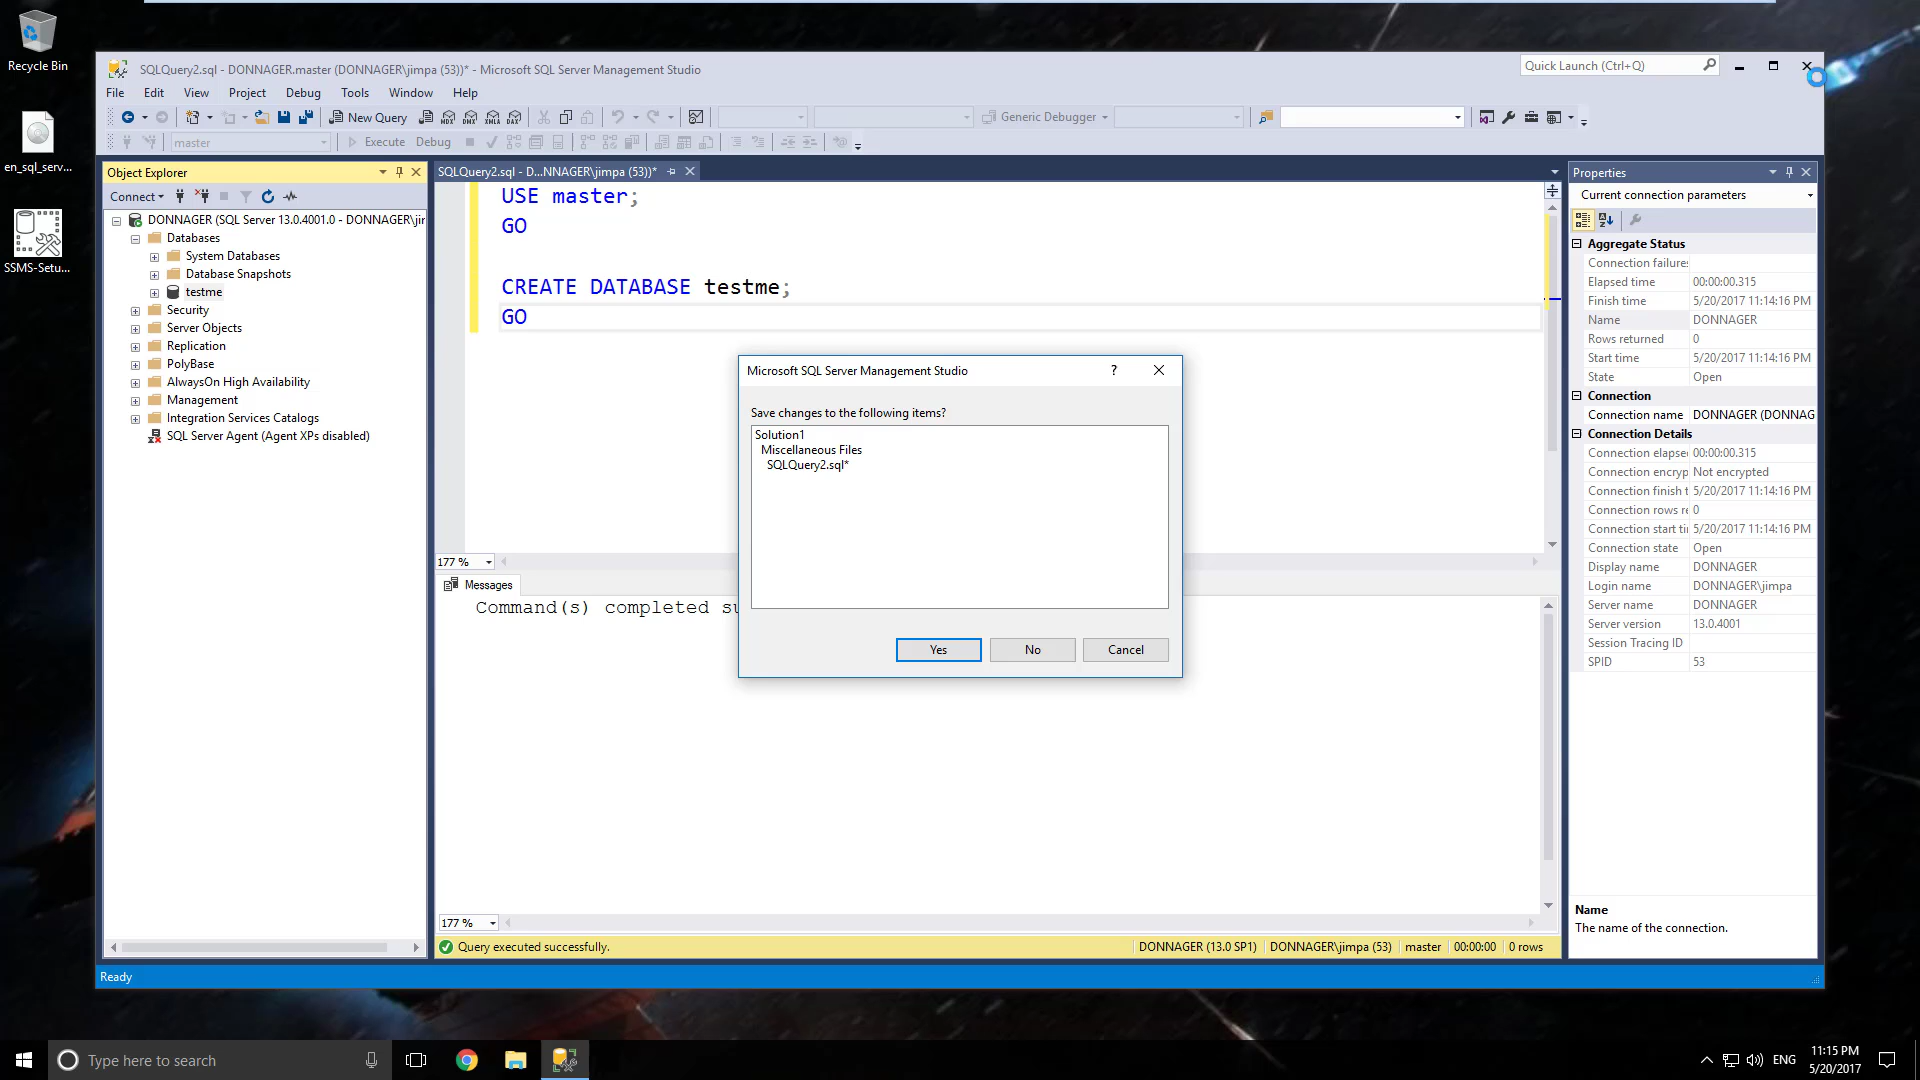 Recycle Bin
en_sql_serv...
SSMS-Setu...
SQLQuery2.sql - DONNAGER.master (DONNAGER\jimpa (53))* - Microsoft SQL Server Management Studio
Quick Launch (Ctrl+Q)
File Edit View Project Debug Tools Window Help
New Query
Generic Debugger
master
Execute Debug
Object Explorer
Connect
DONNAGER (SQL Server 13.0.4001.0 - DONNAGER\jim
Databases
System Databases
Database Snapshots
testme
Security
Server Objects
Replication
PolyBase
AlwaysOn High Availability
Management
Integration Services Catalogs
SQL Server Agent (Agent XPs disabled)
SQLQuery2.sql - D...NNAGER\jimpa (53))*
USE master;
GO
CREATE DATABASE testme;
GO
177 %
Messages
Command(s) completed su
177 %
Query executed successfully.
DONNAGER (13.0 SP1) DONNAGER\jimpa (53) master 00:00:00 0 rows
Microsoft SQL Server Management Studio
?
Save changes to the following items?
Solution1
Miscellaneous Files
SQLQuery2.sql*
Yes No Cancel
Properties
Current connection parameters
Aggregate Status
Connection failures
Elapsed time 00:00:00.315
Finish time 5/20/2017 11:14:16 PM
Name DONNAGER
Rows returned 0
Start time 5/20/2017 11:14:16 PM
State Open
Connection
Connection name DONNAGER (DONNAG
Connection Details
Connection elapse 00:00:00.315
Connection encryp Not encrypted
Connection finish t 5/20/2017 11:14:16 PM
Connection rows re 0
Connection start ti 5/20/2017 11:14:16 PM
Connection state Open
Display name DONNAGER
Login name DONNAGER\jimpa
Server name DONNAGER
Server version 13.0.4001
Session Tracing ID
SPID 53
Name
The name of the connection.
Ready
Type here to search
ENG
11:15 PM
5/20/2017